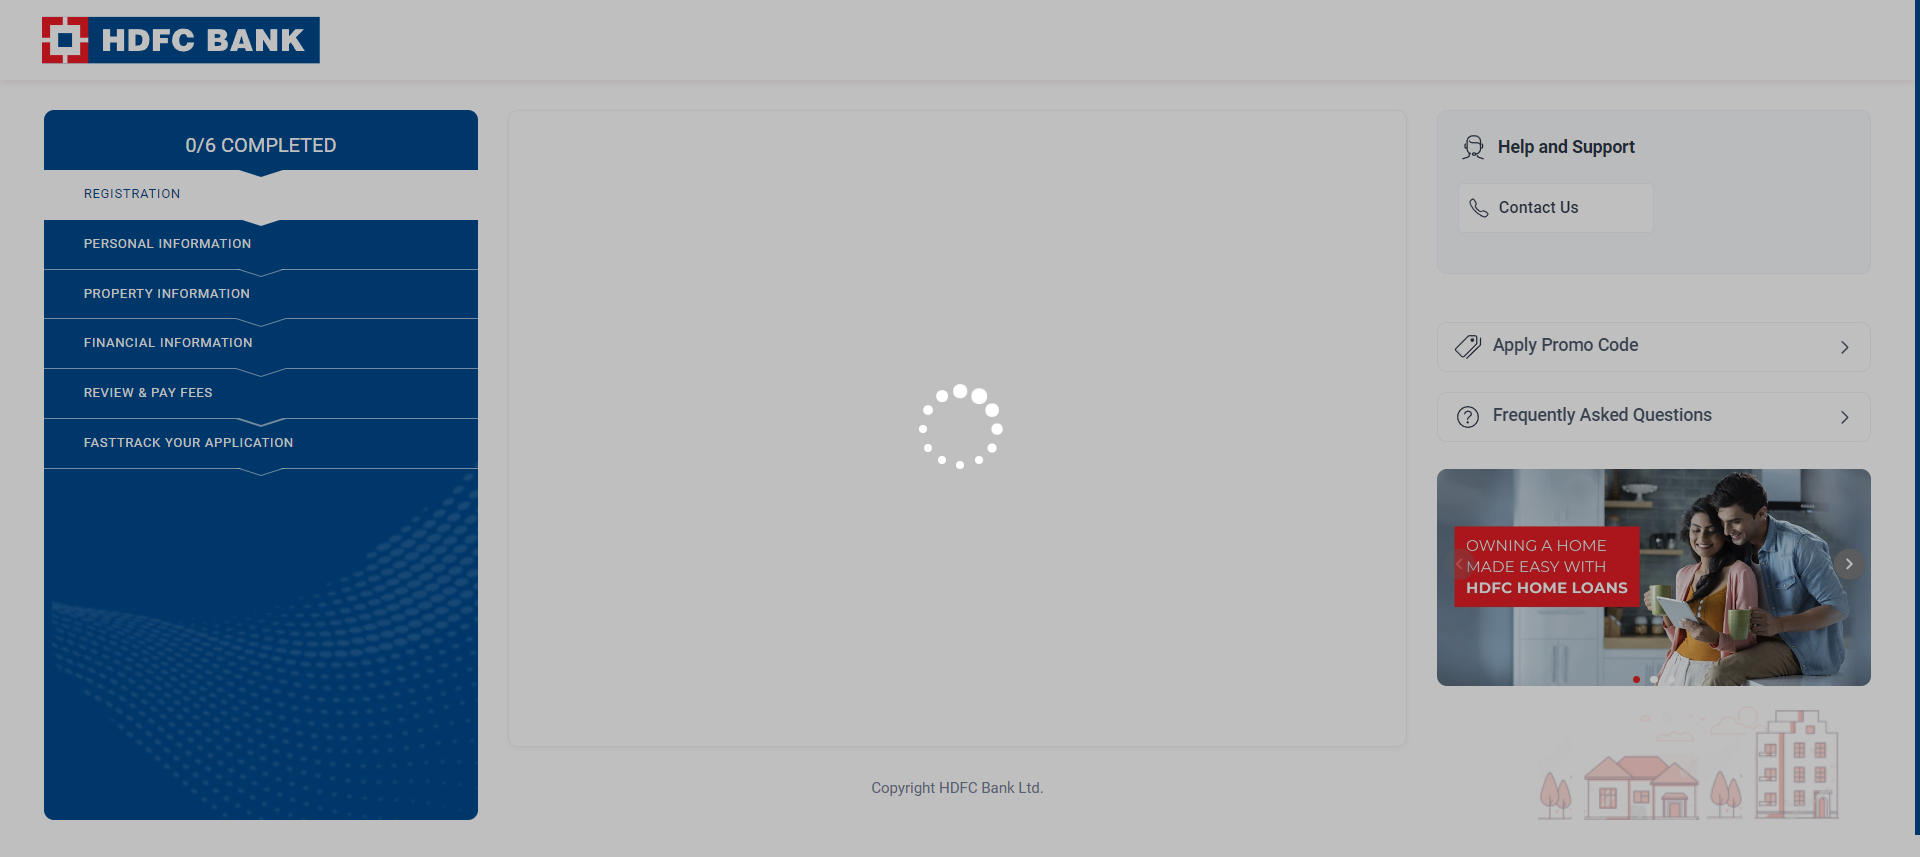 HDFC BANK
0/6 COMPLETED
REGISTRATION
PERSONAL INFORMATION
PROPERTY INFORMATION
FINANCIAL INFORMATION
REVIEW & PAY FEES
FASTTRACK YOUR APPLICATION
Help and Support
Contact Us
Apply Promo Code
Frequently Asked Questions
OWNING A HOME
MADE EASY WITH
HDFC HOME LOANS
Copyright HDFC Bank Ltd.